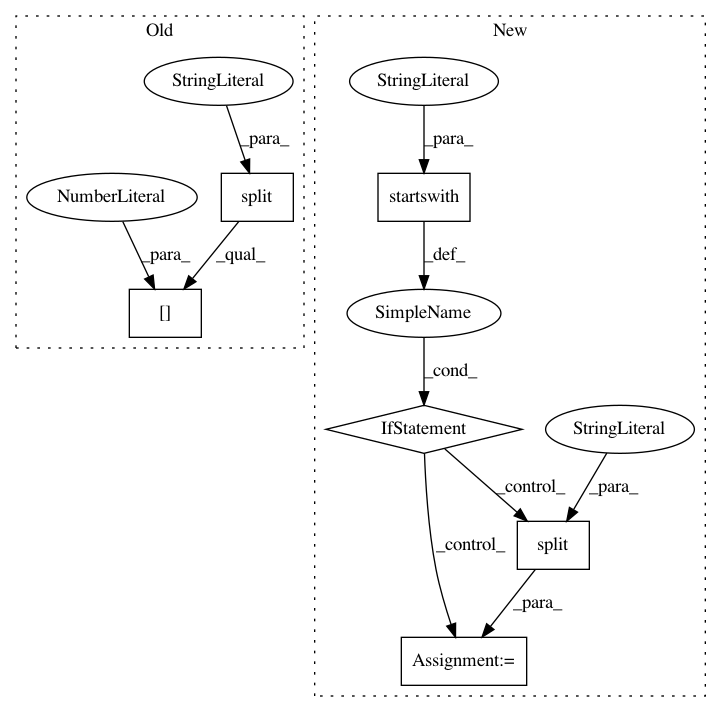 Old
New
StringLiteral
StringLiteral
_para_
_para_
NumberLiteral
split
startswith
_para_
_qual_
_def_
[]
SimpleName
_cond_
IfStatement
StringLiteral
_control_
_para_
_control_
split
_para_
Assignment:=